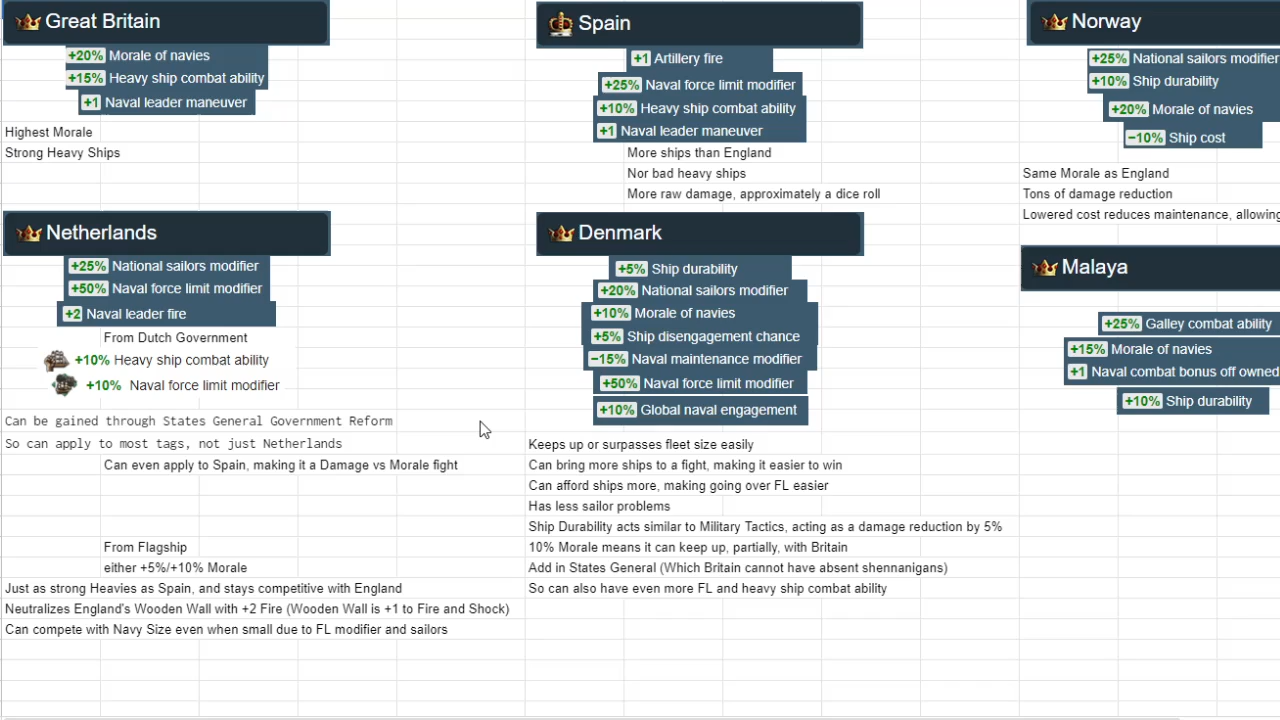 Great Britain
+20% Morale of navies
+15% Heavy ship combat ability
+1 Naval leader maneuver
Highest Morale
Strong Heavy Ships
Spain
+1 Artillery fire
+25% Naval force limit modifier
+10% Heavy ship combat ability
+1 Naval leader maneuver
More ships than England
Nor bad heavy ships
More raw damage, approximately a dice roll
Norway
+25% National sailors modifier
+10% Ship durability
+20% Morale of navies
−10% Ship cost
Same Morale as England
Tons of damage reduction
Lowered cost reduces maintenance, allowing
Netherlands
+25% National sailors modifier
+50% Naval force limit modifier
+2 Naval leader fire
From Dutch Government
+10% Heavy ship combat ability
+10% Naval force limit modifier
Can be gained through States General Government Reform
So can apply to most tags, not just Netherlands
Can even apply to Spain, making it a Damage vs Morale fight
From Flagship
either +5%/+10% Morale
Just as strong Heavies as Spain, and stays competitive with England
Neutralizes England's Wooden Wall with +2 Fire (Wooden Wall is +1 to Fire and Shock)
Can compete with Navy Size even when small due to FL modifier and sailors
Denmark
+5% Ship durability
+20% National sailors modifier
+10% Morale of navies
+5% Ship disengagement chance
−15% Naval maintenance modifier
+50% Naval force limit modifier
+10% Global naval engagement
Keeps up or surpasses fleet size easily
Can bring more ships to a fight, making it easier to win
Can afford ships more, making going over FL easier
Has less sailor problems
Ship Durability acts similar to Military Tactics, acting as a damage reduction by 5%
10% Morale means it can keep up, partially, with Britain
Add in States General (Which Britain cannot have absent shennanigans)
So can also have even more FL and heavy ship combat ability
Malaya
+25% Galley combat ability
+15% Morale of navies
+1 Naval combat bonus off owned
+10% Ship durability